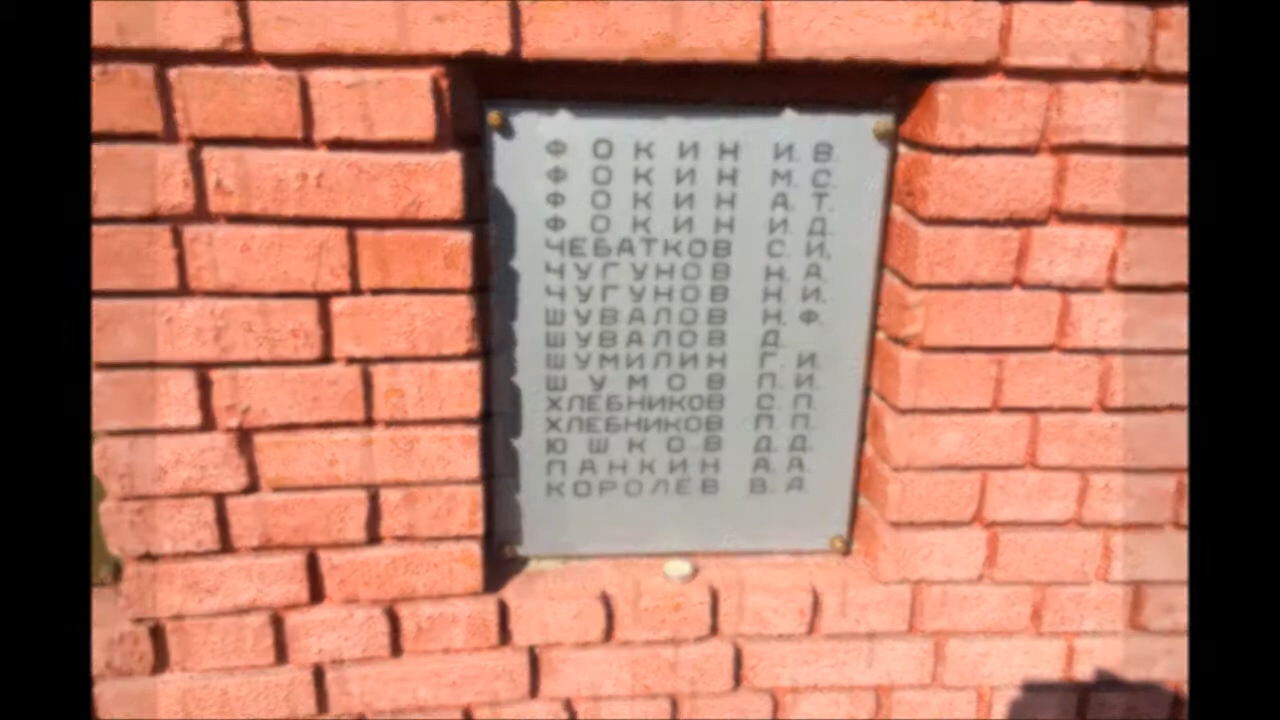 ФОКИН И. В.
ФОКИН М. С.
ФОКИН А. Т.
ФОКИН И. Д.
ЧЕБАТКОВ С. И.
ЧУГУНОВ Н. А.
ЧУГУНОВ Н. И.
ШУВАЛОВ Н. Ф.
ШУВАЛОВ Д.
ШУМИЛИН Г. И.
ШУМОВ П. И.
ХЛЕБНИКОВ С. П.
ХЛЕБНИКОВ П. П.
ЮШКОВ Д. Д.
ПАНКИН А. А.
КОРОЛЁВ В. А.